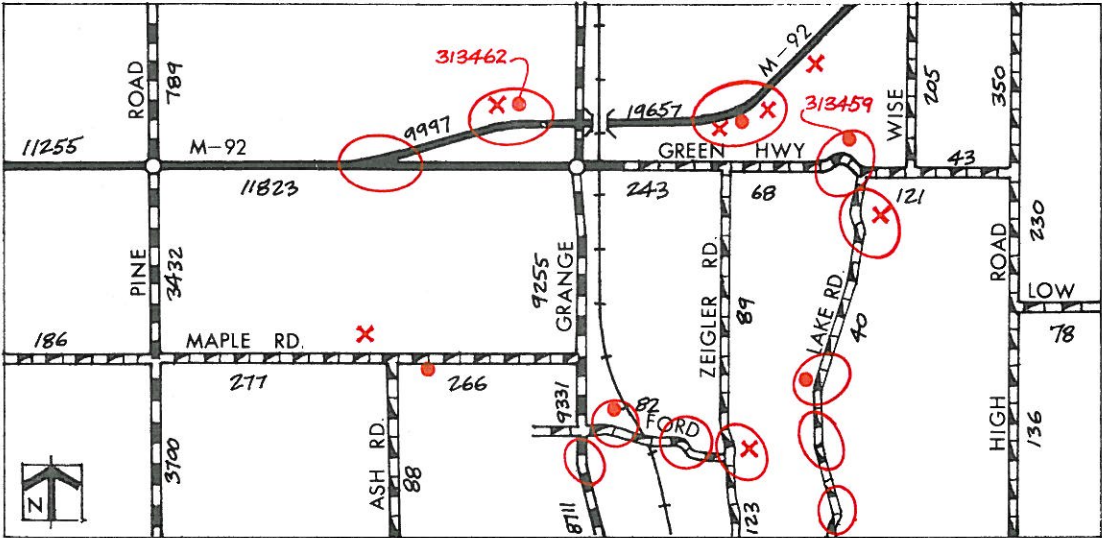 313462
M-92
ROAD
789
9997
19657
313459
WISE
205
350
11255
M-92
GREEN HWY
43
11823
243
68
121
PINE
3432
9255
GRANGE
ZEIGLER RD.
89
LAKE RD.
40
ROAD
230
LOW
78
186
MAPLE RD.
277
266
9331
82
FORD
HIGH
136
3700
ASH RD.
88
N
8711
123